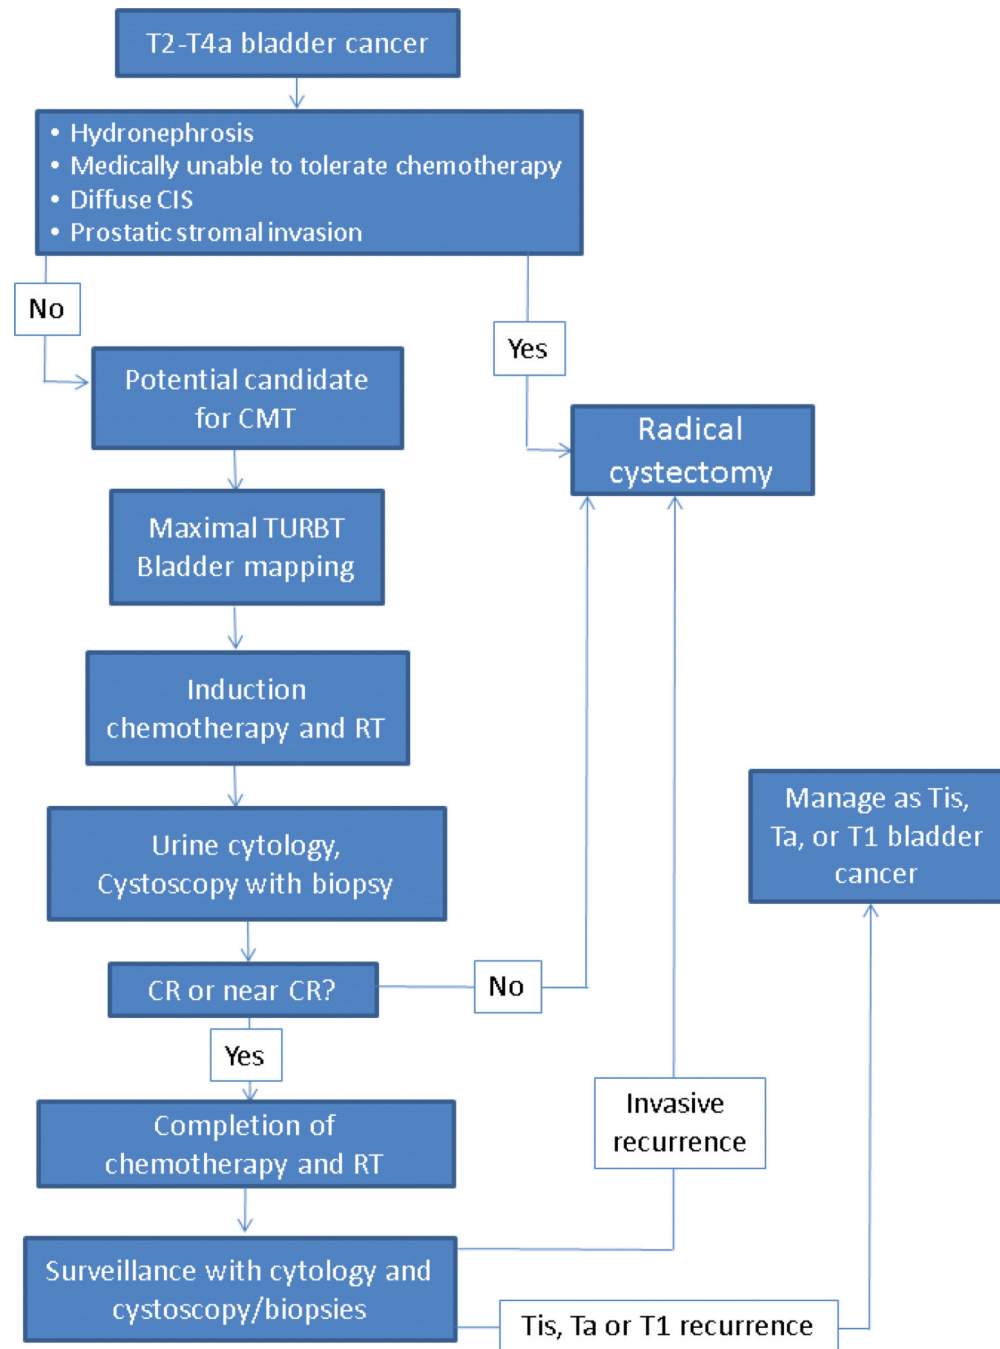 T2-T4a bladder cancer
• Hydronephrosis
• Medically unable to tolerate chemotherapy
• Diffuse CIS
• Prostatic stromal invasion
No
Yes
Potential candidate
for CMT
Radical
cystectomy
Maximal TURBT
Bladder mapping
Induction
chemotherapy and RT
Urine cytology,
Cystoscopy with biopsy
Manage as Tis,
Ta, or T1 bladder
cancer
CR or near CR?
No
Yes
Completion of
chemotherapy and RT
Invasive
recurrence
Surveillance with cytology and
cystoscopy/biopsies
Tis, Ta or T1 recurrence